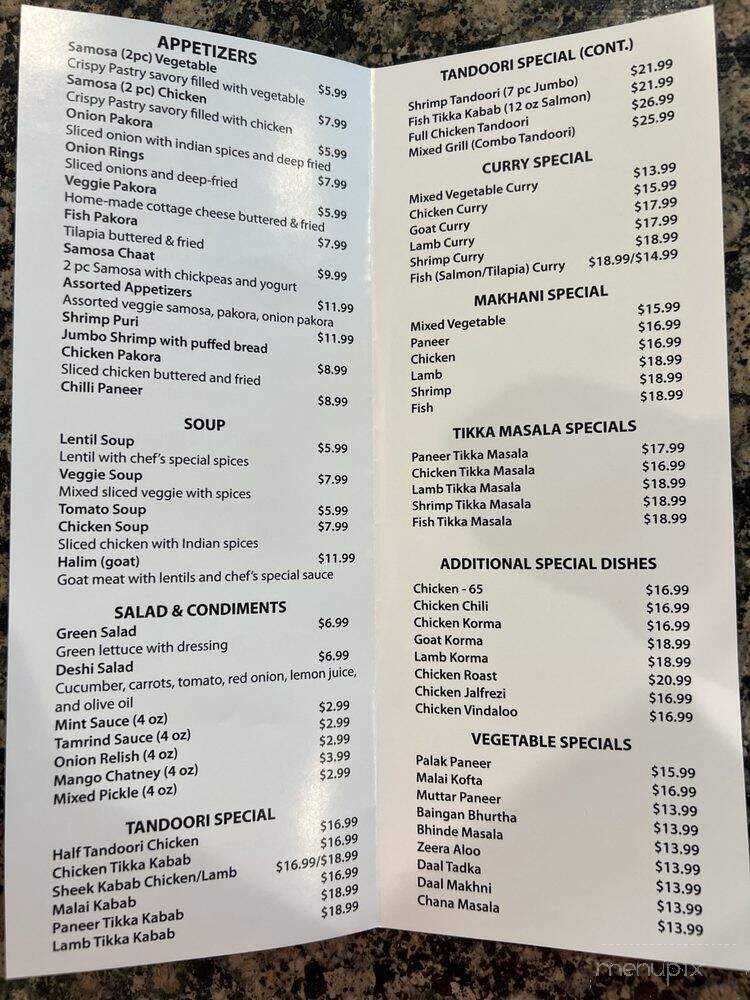 APPETIZERS
Samosa (2pc) Vegetable $5.99
Crispy Pastry savory filled with vegetable
Samosa (2 pc) Chicken $7.99
Crispy Pastry savory filled with chicken
Onion Pakora $5.99
Sliced onion with indian spices and deep fried
Onion Rings $7.99
Sliced onions and deep-fried
Veggie Pakora $5.99
Home-made cottage cheese buttered & fried
Fish Pakora $7.99
Tilapia buttered & fried
Samosa Chaat $9.99
2 pc Samosa with chickpeas and yogurt
Assorted Appetizers $11.99
Assorted veggie samosa, pakora, onion pakora
Shrimp Puri $11.99
Jumbo Shrimp with puffed bread
Chicken Pakora $8.99
Sliced chicken buttered and fried
Chilli Paneer $8.99
SOUP
Lentil Soup $5.99
Lentil with chef's special spices
Veggie Soup $7.99
Mixed sliced veggie with spices
Tomato Soup $5.99
Chicken Soup $7.99
Sliced chicken with Indian spices
Halim (goat) $11.99
Goat meat with lentils and chef's special sauce
SALAD & CONDIMENTS
Green Salad $6.99
Green lettuce with dressing
Deshi Salad $6.99
Cucumber, carrots, tomato, red onion, lemon juice,
and olive oil
Mint Sauce (4 oz) $2.99
Tamrind Sauce (4 oz) $2.99
Onion Relish (4 oz) $2.99
Mango Chatney (4 oz) $3.99
Mixed Pickle (4 oz) $2.99
TANDOORI SPECIAL
Half Tandoori Chicken $16.99
Chicken Tikka Kabab $16.99
Sheek Kabab Chicken/Lamb $16.99/$18.99
Malai Kabab $16.99
Paneer Tikka Kabab $18.99
Lamb Tikka Kabab $18.99
TANDOORI SPECIAL (CONT.)
Shrimp Tandoori (7 pc Jumbo) $21.99
Fish Tikka Kabab (12 oz Salmon) $21.99
Full Chicken Tandoori $26.99
Mixed Grill (Combo Tandoori) $25.99
CURRY SPECIAL
Mixed Vegetable Curry $13.99
Chicken Curry $15.99
Goat Curry $17.99
Lamb Curry $17.99
Shrimp Curry $18.99
Fish (Salmon/Tilapia) Curry $18.99/$14.99
MAKHANI SPECIAL
Mixed Vegetable $15.99
Paneer $16.99
Chicken $16.99
Lamb $18.99
Shrimp $18.99
Fish $18.99
TIKKA MASALA SPECIALS
Paneer Tikka Masala $17.99
Chicken Tikka Masala $16.99
Lamb Tikka Masala $18.99
Shrimp Tikka Masala $18.99
Fish Tikka Masala $18.99
ADDITIONAL SPECIAL DISHES
Chicken - 65 $16.99
Chicken Chili $16.99
Chicken Korma $16.99
Goat Korma $18.99
Lamb Korma $18.99
Chicken Roast $20.99
Chicken Jalfrezi $16.99
Chicken Vindaloo $16.99
VEGETABLE SPECIALS
Palak Paneer $15.99
Malai Kofta $16.99
Muttar Paneer $13.99
Baingan Bhurtha $13.99
Bhinde Masala $13.99
Zeera Aloo $13.99
Daal Tadka $13.99
Daal Makhni $13.99
Chana Masala $13.99
menupix